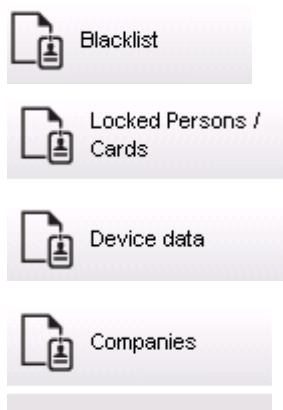 Blacklist
Locked Persons /
Cards
Device data
Companies